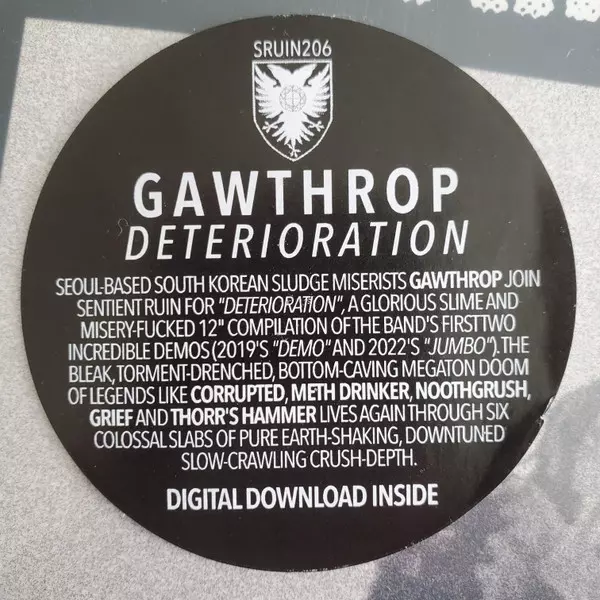 SRUIN206
GAWTHROP
DETERIORATION
SEOUL-BASED SOUTH KOREAN SLUDGE MISERISTS GAWTHROP JOIN
SENTIENT RUIN FOR "DETERIORATION", A GLORIOUS SLIME AND
MISERY-FUCKED 12" COMPILATION OF THE BAND'S FIRST TWO
INCREDIBLE DEMOS (2019'S "DEMO" AND 2022'S "JUMBO"). THE
BLEAK, TORMENT-DRENCHED, BOTTOM-CAVING MEGATON DOOM
OF LEGENDS LIKE CORRUPTED, METH DRINKER, NOOTHGRUSH,
GRIEF AND THORR'S HAMMER LIVES AGAIN THROUGH SIX
COLOSSAL SLABS OF PURE EARTH-SHAKING, DOWNTUNED
SLOW-CRAWLING CRUSH-DEPTH.
DIGITAL DOWNLOAD INSIDE